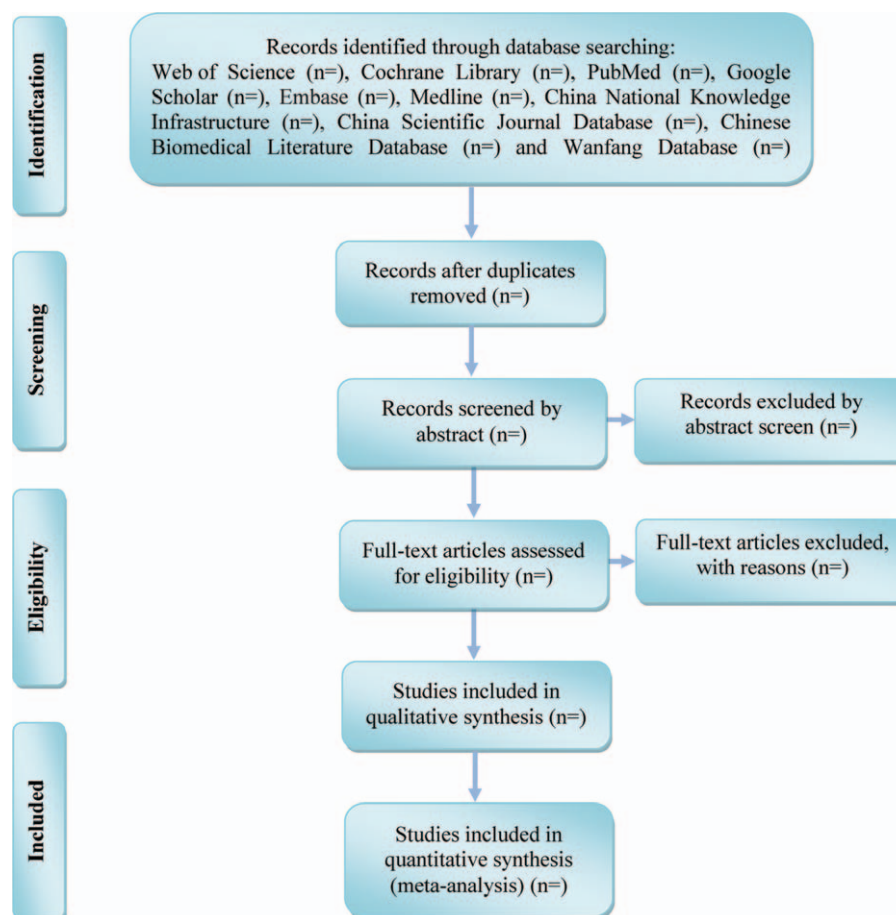 Identification
Records identified through database searching:
Web of Science (n=), Cochrane Library (n=), PubMed (n=), Google
Scholar (n=), Embase (n=), Medline (n=), China National Knowledge
Infrastructure (n=), China Scientific Journal Database (n=), Chinese
Biomedical Literature Database (n=) and Wanfang Database (n=)
Screening
Records after duplicates
removed (n=)
Records screened by
abstract (n=)
Records excluded by
abstract screen (n=)
Eligibility
Full-text articles assessed
for eligibility (n=)
Full-text articles excluded,
with reasons (n=)
Studies included in
qualitative synthesis (n=)
Included
Studies included in
quantitative synthesis
(meta-analysis) (n=)